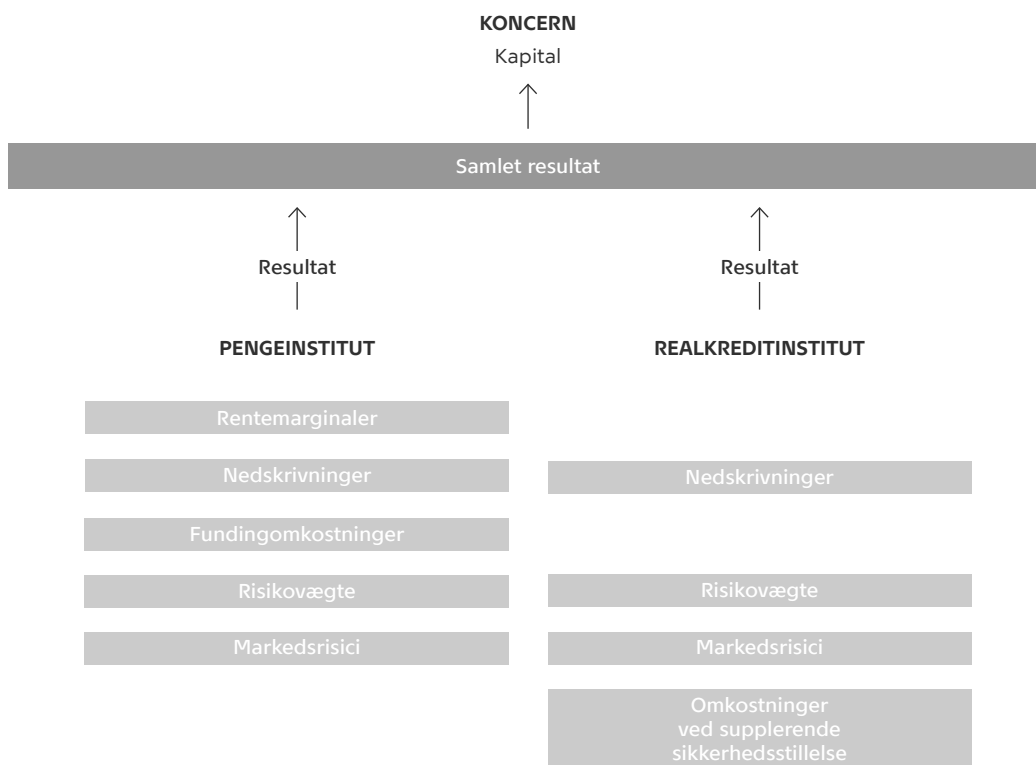 KONCERN
Kapital
Samlet resultat
Resultat
Resultat
PENGEINSTITUT
REALKREDITINSTITUT
Rentemarginaler
Nedskrivninger
Nedskrivninger
Fundingomkostninger
Risikovægte
Risikovægte
Markedsrisici
Markedsrisici
Omkostninger
ved supplerende
sikkerhedsstillelse